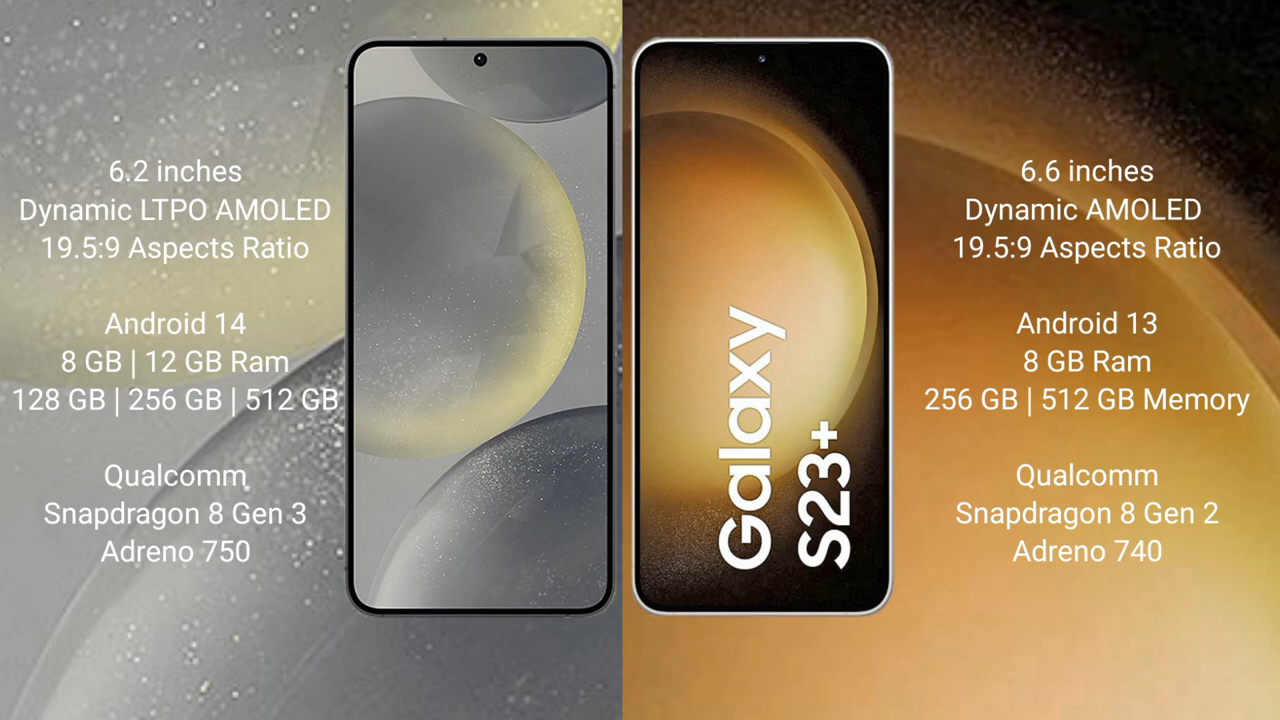 6.2 inches
Dynamic LTPO AMOLED
19.5:9 Aspects Ratio
Android 14
8 GB | 12 GB Ram
128 GB | 256 GB | 512 GB
Qualcomm
Snapdragon 8 Gen 3
Adreno 750
Galaxy
S23+
6.6 inches
Dynamic AMOLED
19.5:9 Aspects Ratio
Android 13
8 GB Ram
256 GB | 512 GB Memory
Qualcomm
Snapdragon 8 Gen 2
Adreno 740